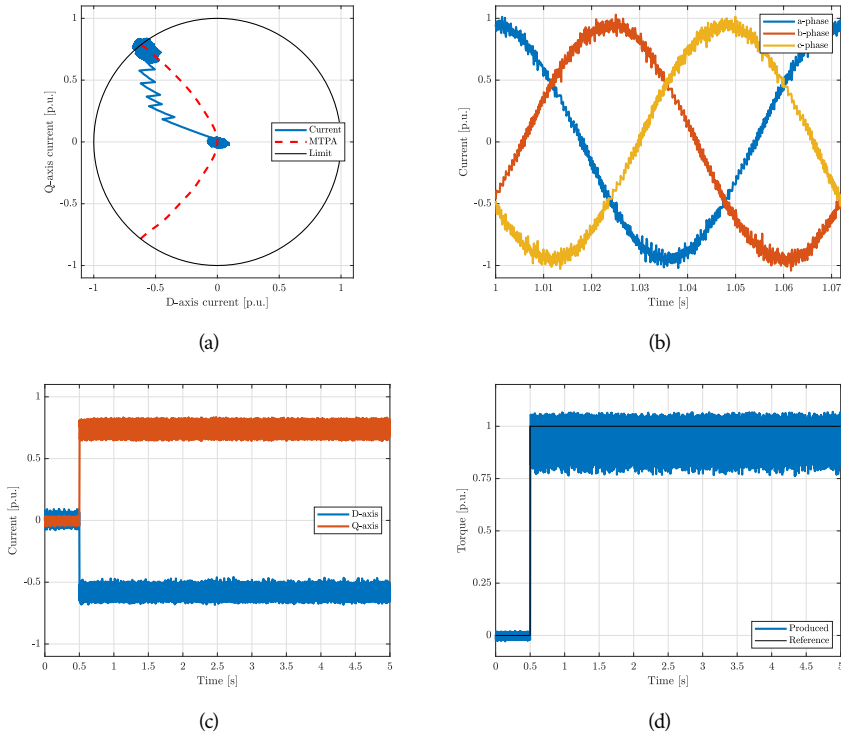 1
0.5
0
-0.5
-1
-1
-0.5
0
0.5
1
Q-axis current [p.u.]
D-axis current [p.u.]
Current
MTPA
Limit
(a)
1
0.5
0
-0.5
-1
1
1.01
1.02
1.03
1.04
1.05
1.06
1.07
Current [p.u.]
Time [s]
a-phase
b-phase
c-phase
(b)
1
0.5
0
-0.5
-1
0
0.5
1
1.5
2
2.5
3
3.5
4
4.5
5
Current [p.u.]
Time [s]
D-axis
Q-axis
(c)
1
0.75
0.5
0.25
0
0
0.5
1
1.5
2
2.5
3
3.5
4
4.5
5
Torque [p.u.]
Time [s]
Produced
Reference
(d)